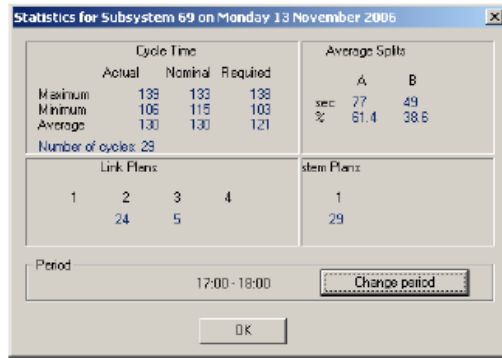 Statistics for Subsystem 69 on Monday 13 November 2006
Cycle Time
Actual Nominal Required
Maximum 139 133 138
Minimum 106 115 103
Average 130 130 121
Number of cycles: 29
Average Splits
A B
sec 77 49
% 61.4 38.6
Link Plans
1 2 3 4
24 5
stem Plans
1
29
Period
17:00 - 18:00
Change period
OK